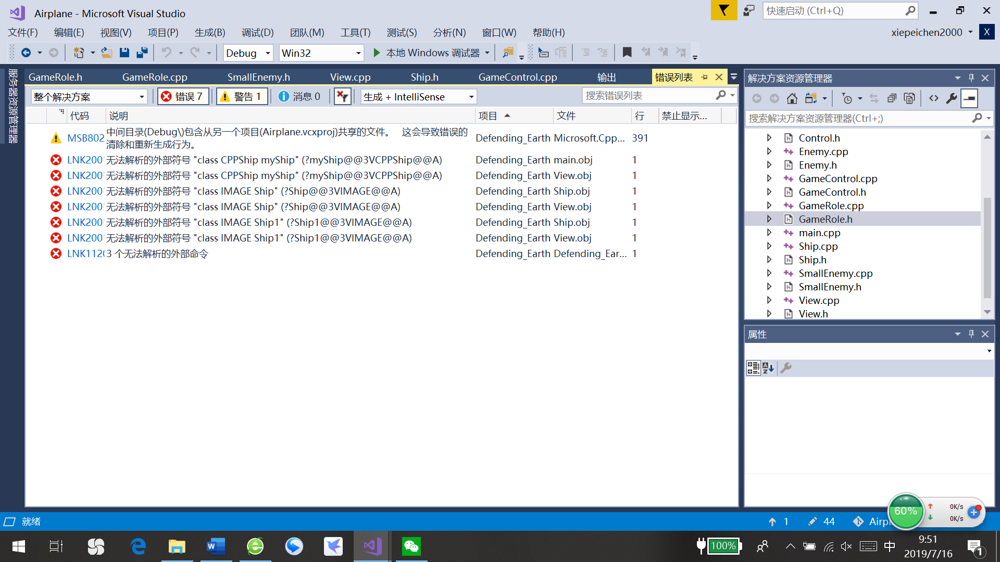 Airplane - Microsoft Visual Studio
快速启动 (Ctrl+Q)
文件(F) 编辑(E) 视图(V) 项目(P) 生成(B) 调试(D) 团队(M) 工具(T) 测试(S) 分析(N) 窗口(W) 帮助(H)
xiepeichen2000
X
Debug
Win32
本地 Windows 调试器
服务器资源管理器
GameRole.h GameRole.cpp SmallEnemy.h View.cpp Ship.h GameControl.cpp 输出 错误列表
整个解决方案
错误 7
警告 1
消息 0
生成 + IntelliSense
搜索错误列表
代码 说明 项目 文件 行 禁止显示...
MSB802 中间目录(Debug\)包含从另一个项目(Airplane.vcxproj)共享的文件。 这会导致错误的
清除和重新生成行为。
Defending_Earth Microsoft.Cpp... 391
LNK200 无法解析的外部符号 "class CPPShip myShip" (?myShip@@3VCPPShip@@A) Defending_Earth main.obj 1
LNK200 无法解析的外部符号 "class CPPShip myShip" (?myShip@@3VCPPShip@@A) Defending_Earth View.obj 1
LNK200 无法解析的外部符号 "class IMAGE Ship" (?Ship@@3VIMAGE@@A) Defending_Earth Ship.obj 1
LNK200 无法解析的外部符号 "class IMAGE Ship" (?Ship@@3VIMAGE@@A) Defending_Earth View.obj 1
LNK200 无法解析的外部符号 "class IMAGE Ship1" (?Ship1@@3VIMAGE@@A) Defending_Earth Ship.obj 1
LNK200 无法解析的外部符号 "class IMAGE Ship1" (?Ship1@@3VIMAGE@@A) Defending_Earth View.obj 1
LNK112 3 个无法解析的外部命令 Defending_Earth Defending_Ear... 1
解决方案资源管理器
搜索解决方案资源管理器(Ctrl+;)
Control.h
Enemy.cpp
Enemy.h
GameControl.cpp
GameControl.h
GameRole.cpp
GameRole.h
main.cpp
Ship.cpp
Ship.h
SmallEnemy.cpp
SmallEnemy.h
View.cpp
View.h
属性
60%
0K/s
0K/s
就绪
1
44
Airpl
100%
中
9:51
2019/7/16
1